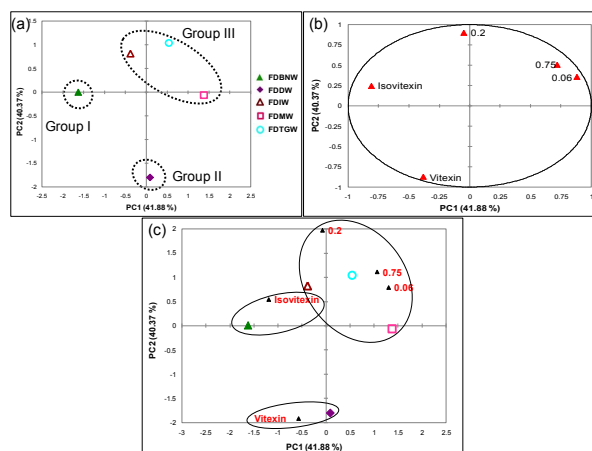 (a)
Group III
Group I
Group II
PC2 (40.37 %)
2
1.5
1
0.5
0
-0.5
-1
-1.5
-2
-2.5 -2 -1.5 -1 -0.5 0 0.5 1 1.5 2 2.5
PC1 (41.88 %)
FDBNW
FDDW
FDIW
FDMW
FDTGW
(b)
0.2
0.75
0.06
Isovitexin
Vitexin
PC2 (40.37 %)
1
0.75
0.5
0.25
0
-0.25
-0.5
-0.75
-1
-1 -0.75 -0.5 -0.25 0 0.25 0.5 0.75 1
PC1 (41.88 %)
(c)
0.2
0.75
0.06
Isovitexin
Vitexin
PC2 (40.37 %)
2
1.5
1
0.5
0
-0.5
-1
-1.5
-2
-3 -2.5 -2 -1.5 -1 -0.5 0 0.5 1 1.5 2 2.5
PC1 (41.88 %)